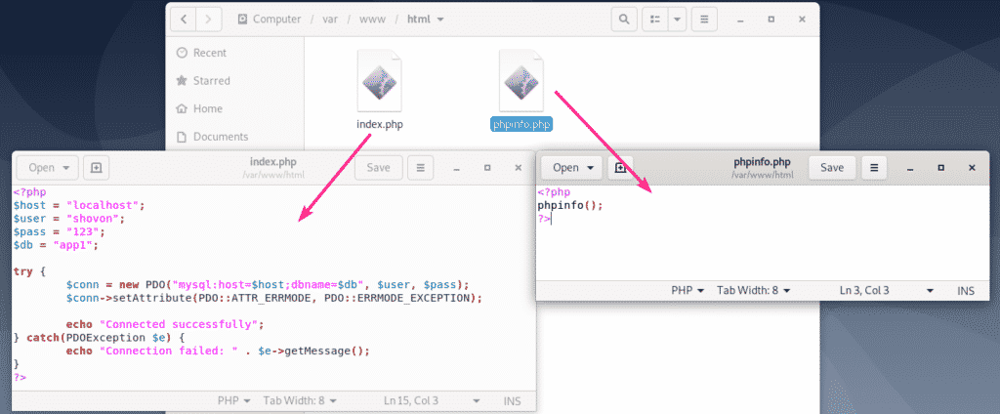 Computer / var / www / html
Recent
Starred
Home
Documents
index.php
phpinfo.php
Open
index.php
/var/www/html
Save
<?php
$host = "localhost";
$user = "shovon";
$pass = "123";
$db = "app1";
try {
$conn = new PDO("mysql:host=$host;dbname=$db", $user, $pass);
$conn->setAttribute(PDO::ATTR_ERRMODE, PDO::ERRMODE_EXCEPTION);
echo "Connected successfully";
} catch(PDOException $e) {
echo "Connection failed: " . $e->getMessage();
}
?>
PHP Tab Width: 8 Ln 15, Col 3 INS
Open
phpinfo.php
/var/www/html
Save
<?php
phpinfo();
?>
PHP Tab Width: 8 Ln 3, Col 3 INS